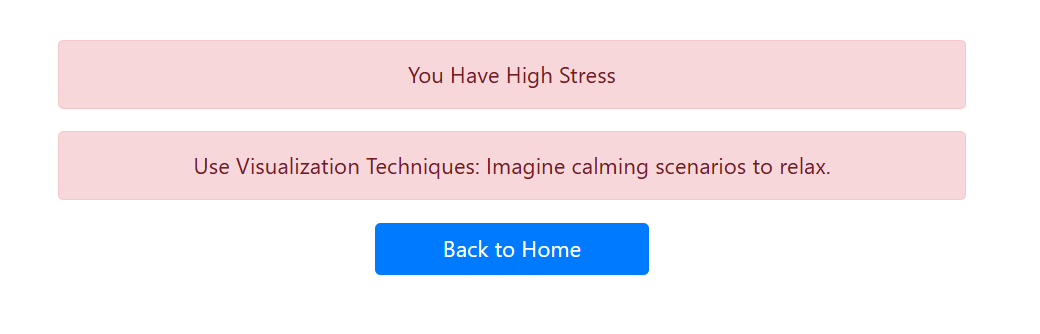 You Have High Stress
Use Visualization Techniques: Imagine calming scenarios to relax.
Back to Home